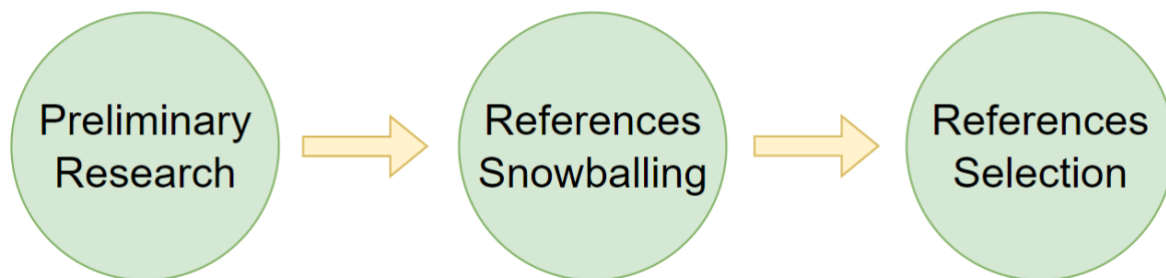 Preliminary
Research
References
Snowballing
References
Selection